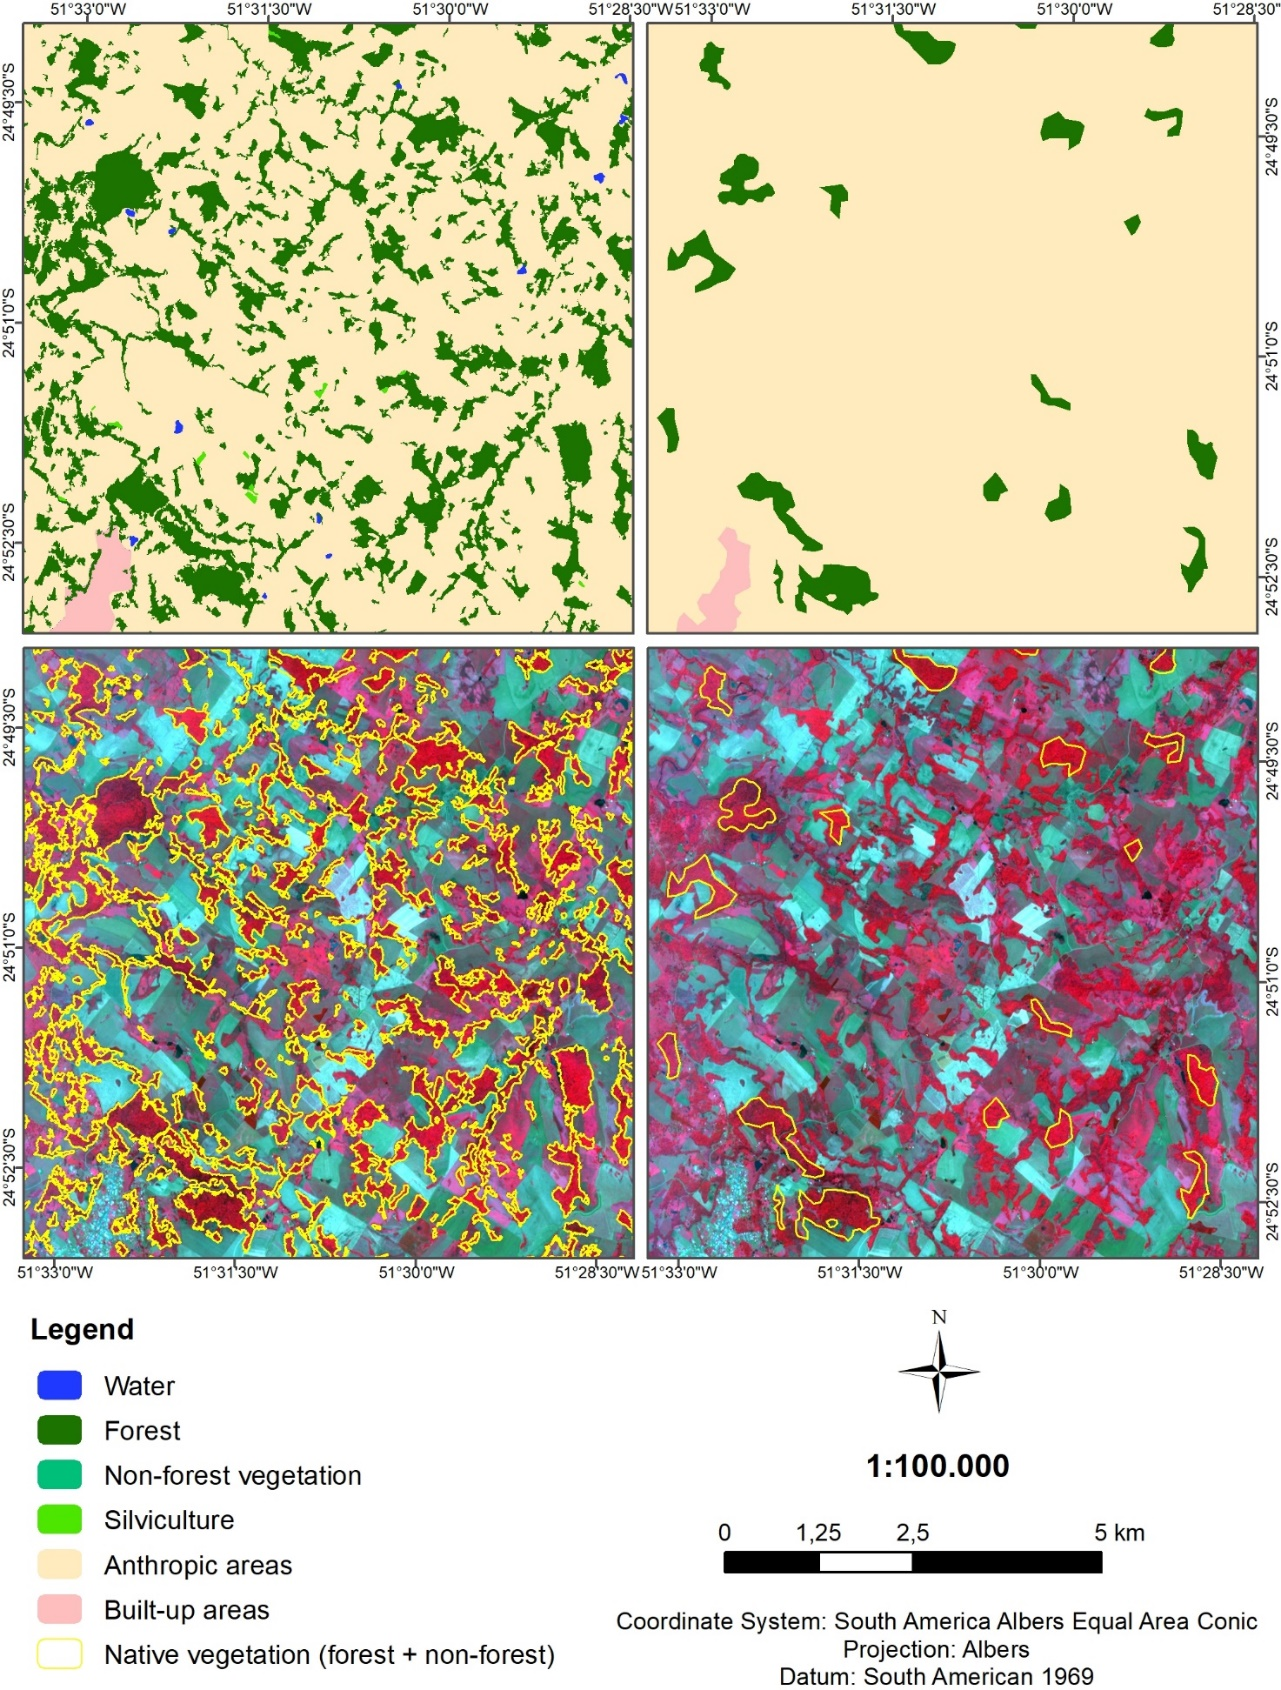 51°33'0"W 51°31'30"W 51°30'0"W 51°28'30"W 51°33'0"W 51°31'30"W 51°30'0"W 51°28'30"
24°49'30"S
24°51'0"S
24°52'30"S
24°49'30"S
24°51'0"S
24°52'30"S
24°49'30"S
24°51'0"S
24°52'30"S
24°49'30"S
24°51'0"S
24°52'30"S
51°33'0"W 51°31'30"W 51°30'0"W 51°28'30"W 51°33'0"W 51°31'30"W 51°30'0"W 51°28'30"W
Legend
Water
Forest
Non-forest vegetation
Silviculture
Anthropic areas
Built-up areas
Native vegetation (forest + non-forest)
N
1:100.000
0 1,25 2,5 5 km
Coordinate System: South America Albers Equal Area Conic
Projection: Albers
Datum: South American 1969